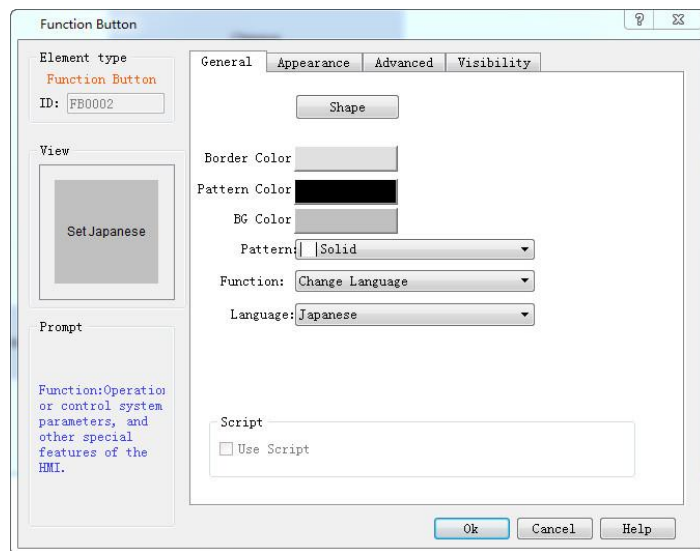 Function Button
Element type
Function Button
ID: FB0002
View
Set Japanese
Prompt
Function:Operation
or control system
parameters, and
other special
features of the
HMI.
General Appearance Advanced Visibility
Shape
Border Color
Pattern Color
BG Color
Pattern: Solid
Function: Change Language
Language: Japanese
Script
Use Script
Ok Cancel Help